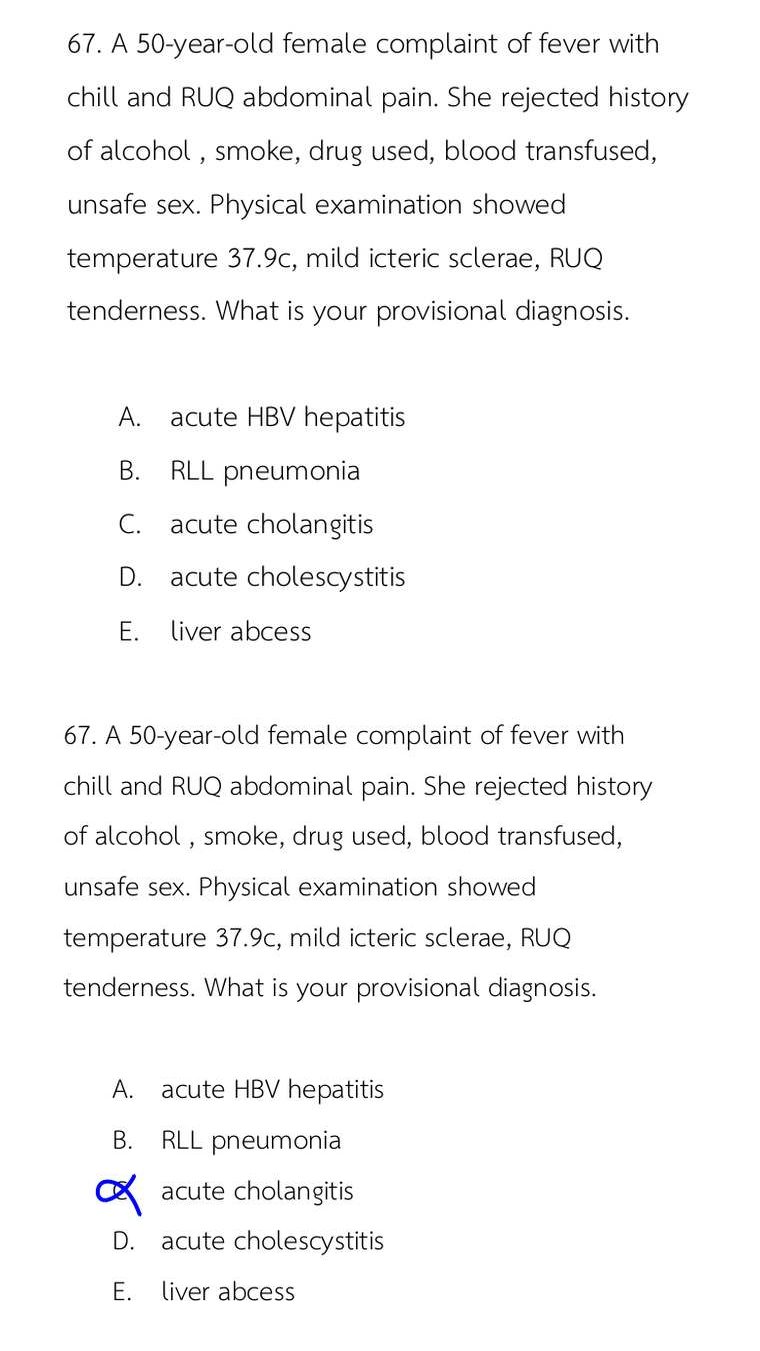 67. A 50-year-old female complaint of fever with
chill and RUQ abdominal pain. She rejected history
of alcohol , smoke, drug used, blood transfused,
unsafe sex. Physical examination showed
temperature 37.9c, mild icteric sclerae, RUQ
tenderness. What is your provisional diagnosis.
A. acute HBV hepatitis
B. RLL pneumonia
C. acute cholangitis
D. acute cholescystitis
E. liver abcess
67. A 50-year-old female complaint of fever with
chill and RUQ abdominal pain. She rejected history
of alcohol , smoke, drug used, blood transfused,
unsafe sex. Physical examination showed
temperature 37.9c, mild icteric sclerae, RUQ
tenderness. What is your provisional diagnosis.
A. acute HBV hepatitis
B. RLL pneumonia
acute cholangitis
D. acute cholescystitis
E. liver abcess